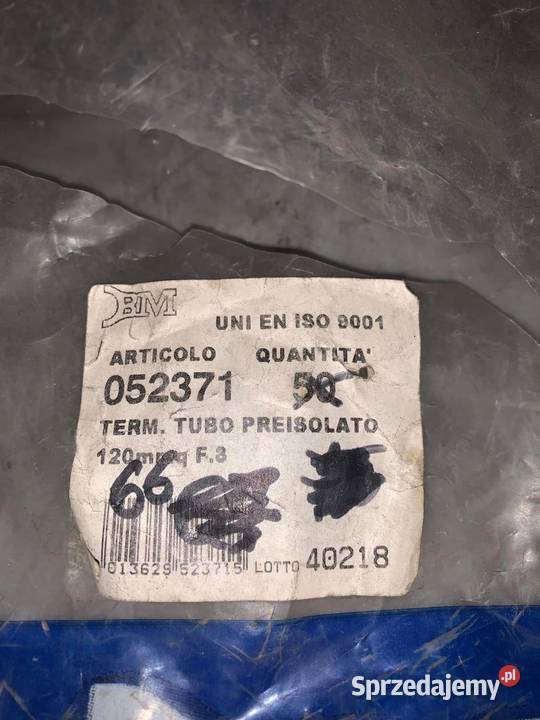 BM
UNI EN ISO 9001
ARTICOLO QUANTITA'
052371 50
TERM. TUBO PREISOLATO
120mmq F.8
66
013629 523715 LOTTO 40218
Sprzedajemy.pl